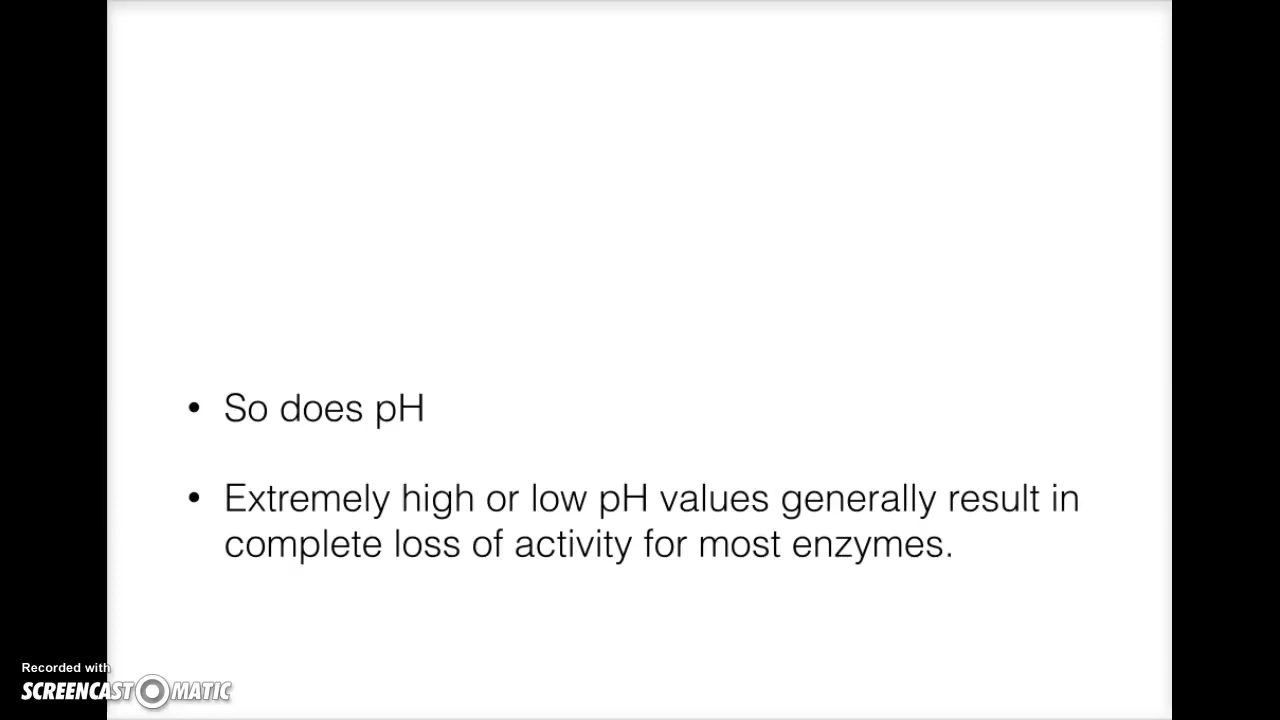 • So does pH
• Extremely high or low pH values generally result in
complete loss of activity for most enzymes.
Recorded with
SCREENCAST-O-MATIC